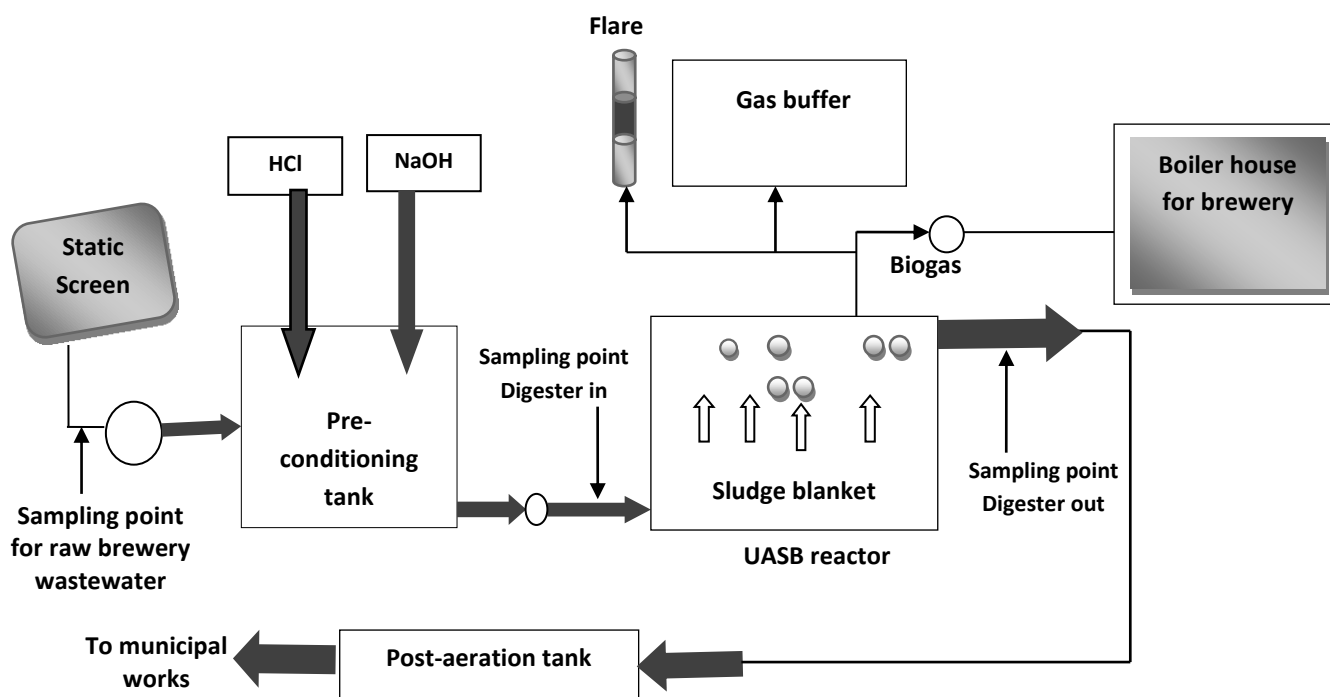 Flare
Gas buffer
HCl
NaOH
Boiler house
for brewery
Static
Screen
Biogas
Sampling point
Digester in
Pre-
conditioning
tank
Sludge blanket
Sampling point
Digester out
Sampling point
for raw brewery
wastewater
UASB reactor
To municipal
works
Post-aeration tank